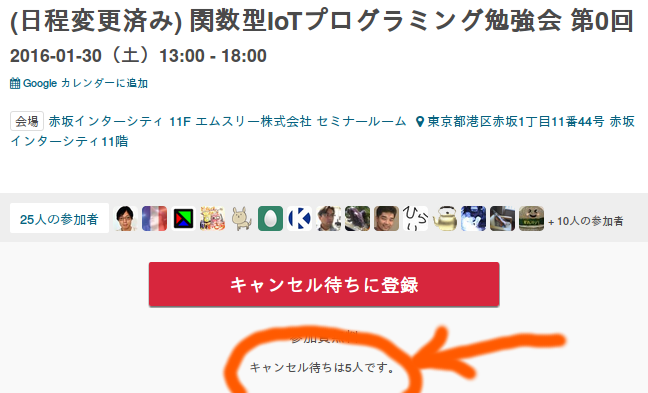 (日程変更済み) 関数型IoTプログラミング勉強会 第0回
2016-01-30（土）13:00 - 18:00
Google カレンダーに追加
会場 赤坂インターシティ 11F エムスリー株式会社 セミナールーム 東京都港区赤坂1丁目11番44号 赤坂
インターシティ11階
25人の参加者 K ひらい + 10人の参加者
キャンセル待ちに登録
参加費無料
キャンセル待ちは5人です。